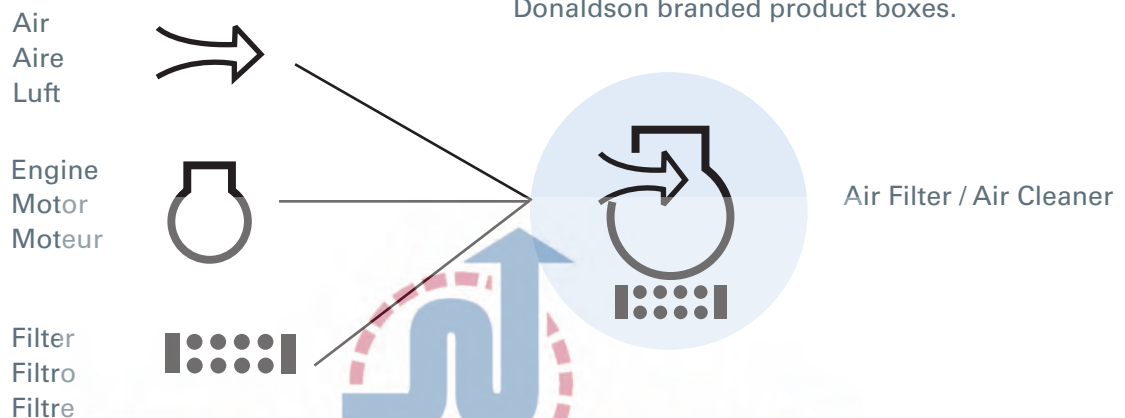 Donaldson branded product boxes.
Air
Aire
Luft
Engine
Motor
Moteur
Filter
Filtro
Filtre
Air Filter / Air Cleaner